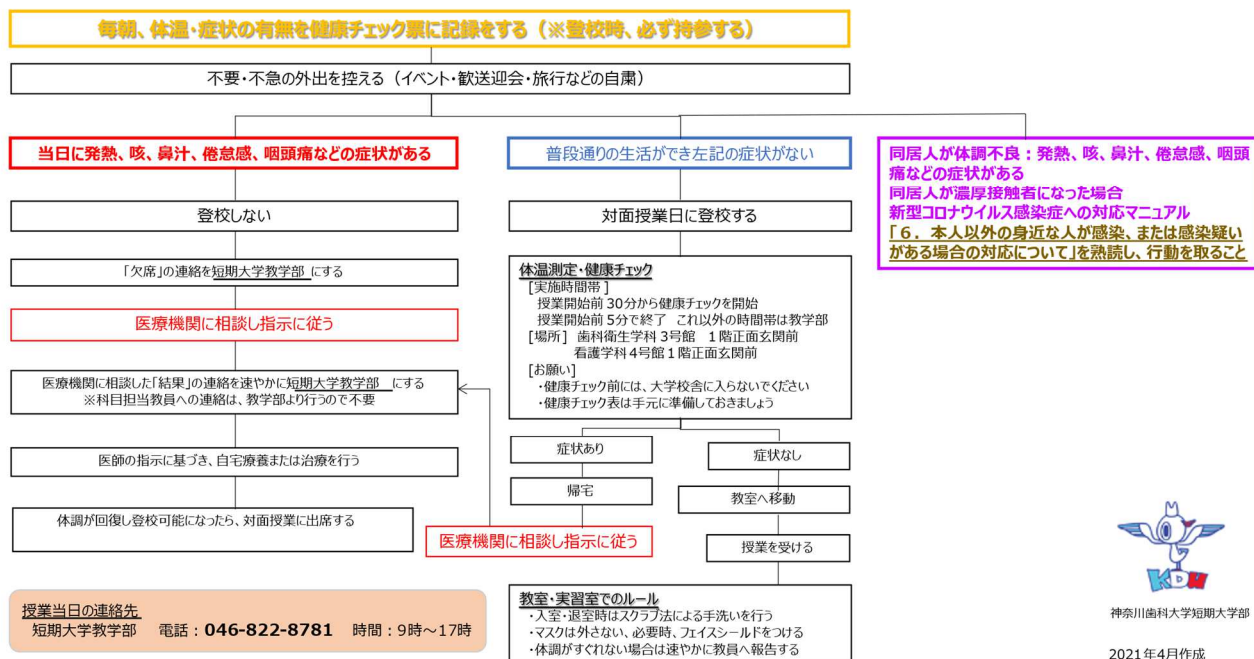 毎朝、体温・症状の有無を健康チェック票に記録をする（※登校時、必ず持参する）
不要・不急の外出を控える（イベント・歓送迎会・旅行などの自粛）
当日に発熱、咳、鼻汁、倦怠感、咽頭痛などの症状がある
登校しない
「欠席」の連絡を短期大学教学部 にする
医療機関に相談し指示に従う
医療機関に相談した「結果」の連絡を速やかに短期大学教学部 にする
※科目担当教員への連絡は、教学部より行うので不要
医師の指示に基づき、自宅療養または治療を行う
体調が回復し登校可能になったら、対面授業に出席する
普段通りの生活ができ左記の症状がない
対面授業日に登校する
体温測定・健康チェック
[実施時間帯]
授業開始前30分から健康チェックを開始
授業開始前5分で終了 これ以外の時間帯は教学部
[場所] 歯科衛生学科3号館 1階正面玄関前
看護学科4号館1階正面玄関前
[お願い]
・健康チェック前には、大学校舎に入らないでください
・健康チェック表は手元に準備しておきましょう
症状あり
帰宅
医療機関に相談し指示に従う
症状なし
教室へ移動
授業を受ける
教室・実習室でのルール
・入室・退室時はスクラブ法による手洗いを行う
・マスクは外さない、必要時、フェイスシールドをつける
・体調がすぐれない場合は速やかに教員へ報告する
同居人が体調不良：発熱、咳、鼻汁、倦怠感、咽頭
痛などの症状がある
同居人が濃厚接触者になった場合
新型コロナウイルス感染症への対応マニュアル
「６．本人以外の身近な人が感染、または感染疑い
がある場合の対応について」を熟読し、行動を取ること
授業当日の連絡先
短期大学教学部 電話：046-822-8781 時間：9時～17時
KDU
神奈川歯科大学短期大学部
2021年4月作成